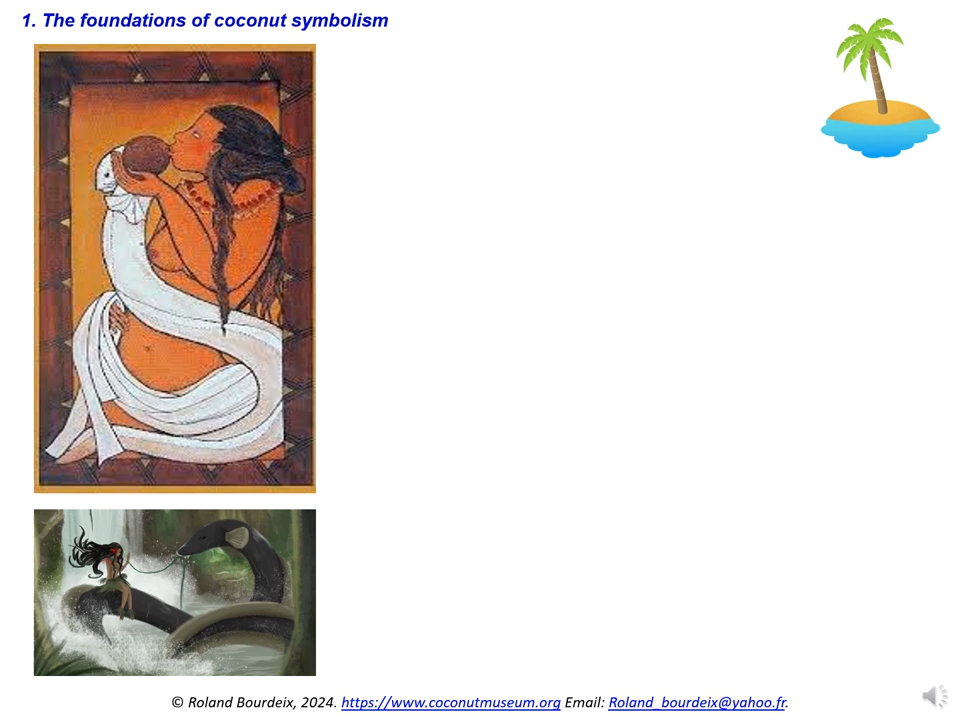 1. The foundations of coconut symbolism
© Roland Bourdeix, 2024. https://www.coconutmuseum.org Email: Roland_bourdeix@yahoo.fr.